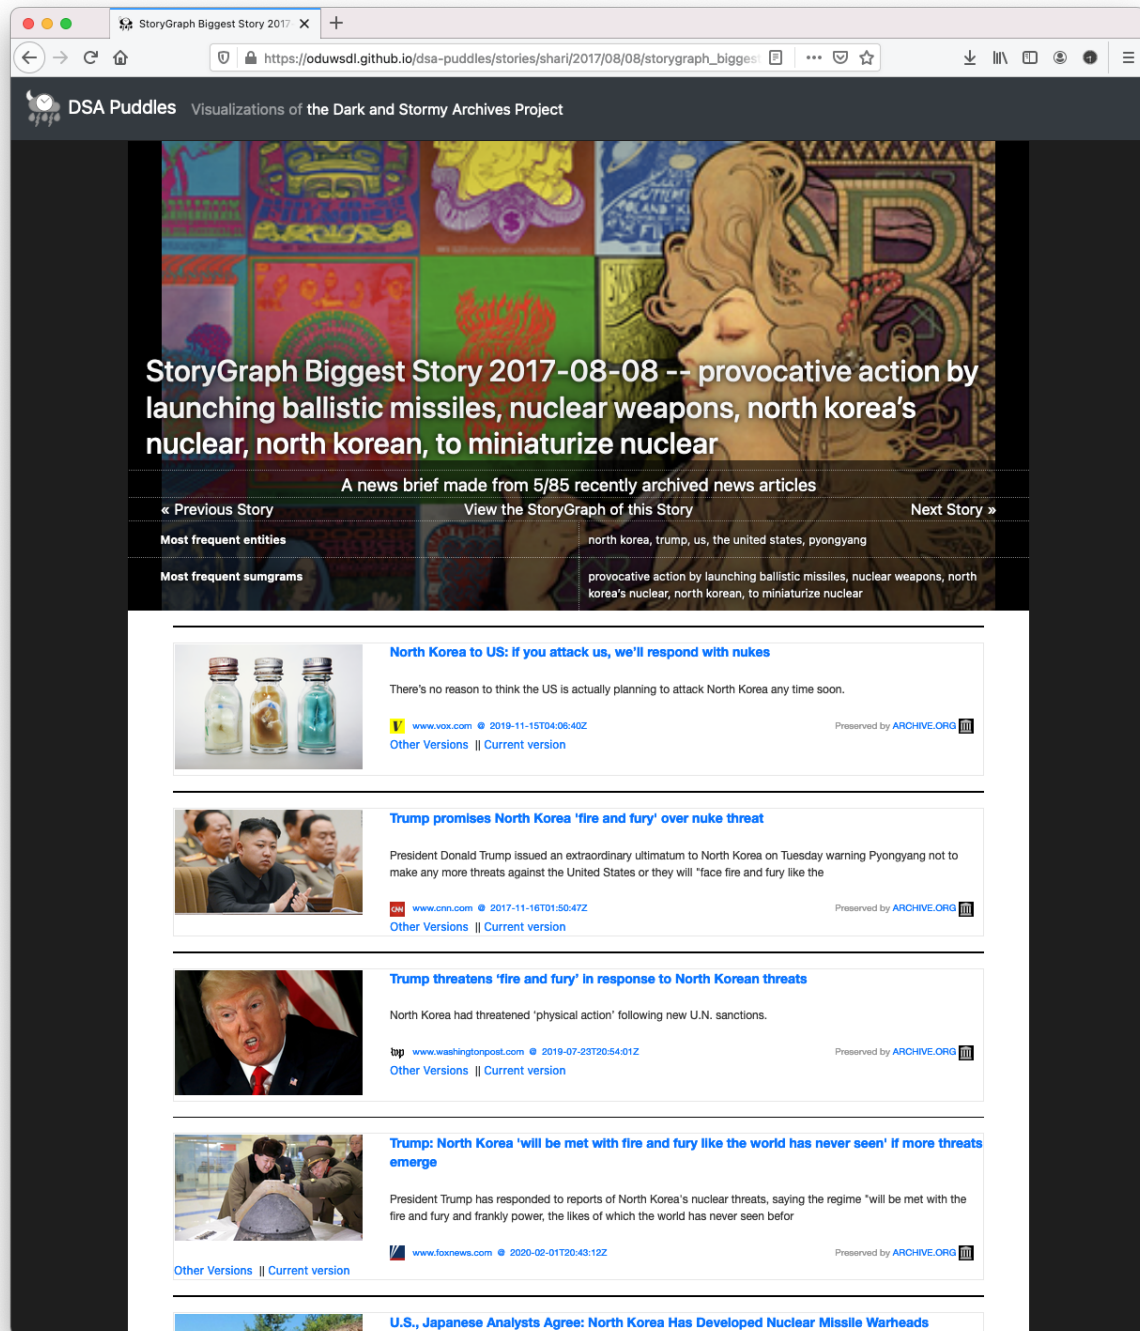 StoryGraph Biggest Story 2017-
https://oduwsdl.github.io/dsa-puddles/stories/shari/2017/08/08/storygraph_bigges
DSA Puddles Visualizations of the Dark and Stormy Archives Project
StoryGraph Biggest Story 2017-08-08 -- provocative action by
launching ballistic missiles, nuclear weapons, north korea’s
nuclear, north korean, to miniaturize nuclear
A news brief made from 5/85 recently archived news articles
« Previous Story View the StoryGraph of this Story Next Story »
Most frequent entities north korea, trump, us, the united states, pyongyang
Most frequent sumgrams provocative action by launching ballistic missiles, nuclear weapons, north
korea’s nuclear, north korean, to miniaturize nuclear
North Korea to US: if you attack us, we’ll respond with nukes
There’s no reason to think the US is actually planning to attack North Korea any time soon.
V www.vox.com @ 2019-11-15T04:06:40Z Preserved by ARCHIVE.ORG
Other Versions || Current version
Trump promises North Korea 'fire and fury' over nuke threat
President Donald Trump issued an extraordinary ultimatum to North Korea on Tuesday warning Pyongyang not to
make any more threats against the United States or they will "face fire and fury like the
CNN www.cnn.com @ 2017-11-16T01:50:47Z Preserved by ARCHIVE.ORG
Other Versions || Current version
Trump threatens ‘fire and fury’ in response to North Korean threats
North Korea had threatened ‘physical action’ following new U.N. sanctions.
wp www.washingtonpost.com @ 2019-07-23T20:54:01Z Preserved by ARCHIVE.ORG
Other Versions || Current version
Trump: North Korea 'will be met with fire and fury like the world has never seen' if more threats
emerge
President Trump has responded to reports of North Korea's nuclear threats, saying the regime "will be met with the
fire and fury and frankly power, the likes of which the world has never seen befor
www.foxnews.com @ 2020-02-01T20:43:12Z Preserved by ARCHIVE.ORG
Other Versions || Current version
U.S., Japanese Analysts Agree: North Korea Has Developed Nuclear Missile Warheads